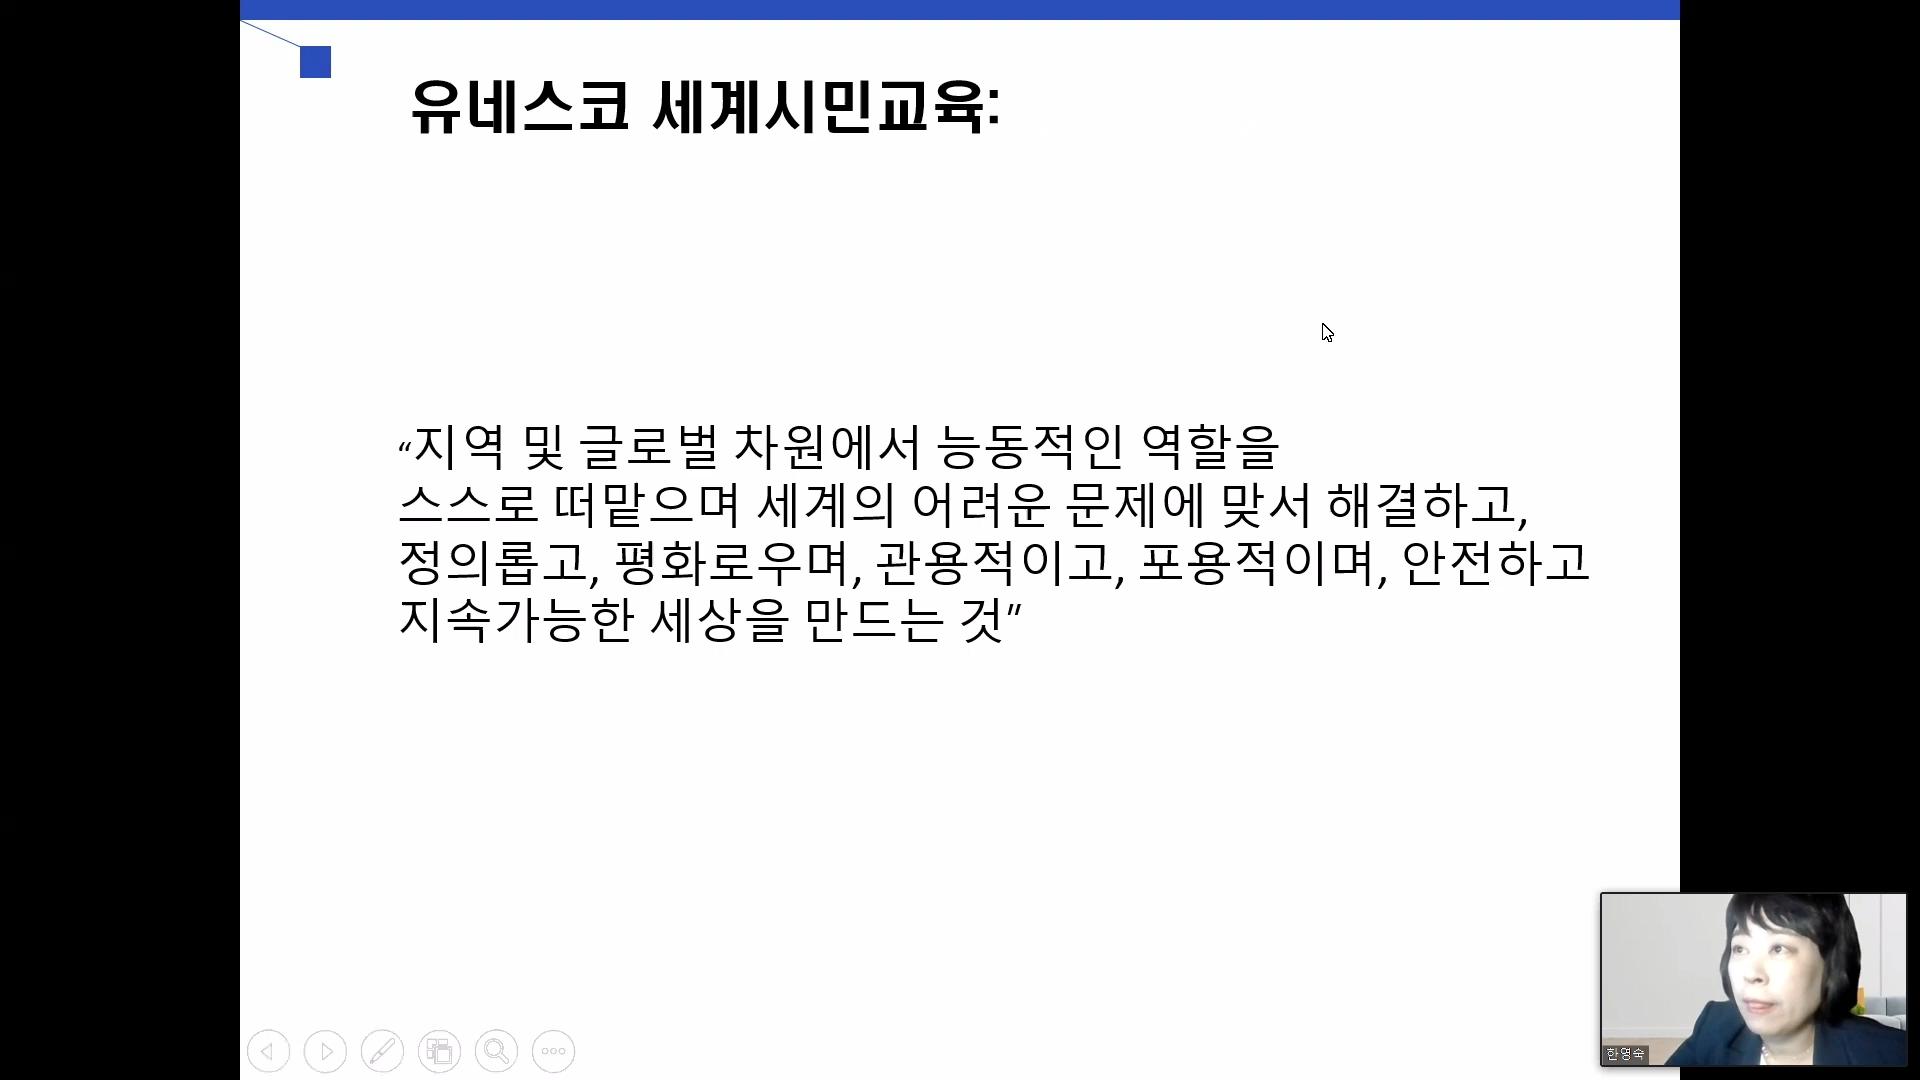 유네스코 세계시민교육:
“지역 및 글로벌 차원에서 능동적인 역할을
스스로 떠맡으며 세계의 어려운 문제에 맞서 해결하고,
정의롭고, 평화로우며, 관용적이고, 포용적이며, 안전하고
지속가능한 세상을 만드는 것”
한영숙